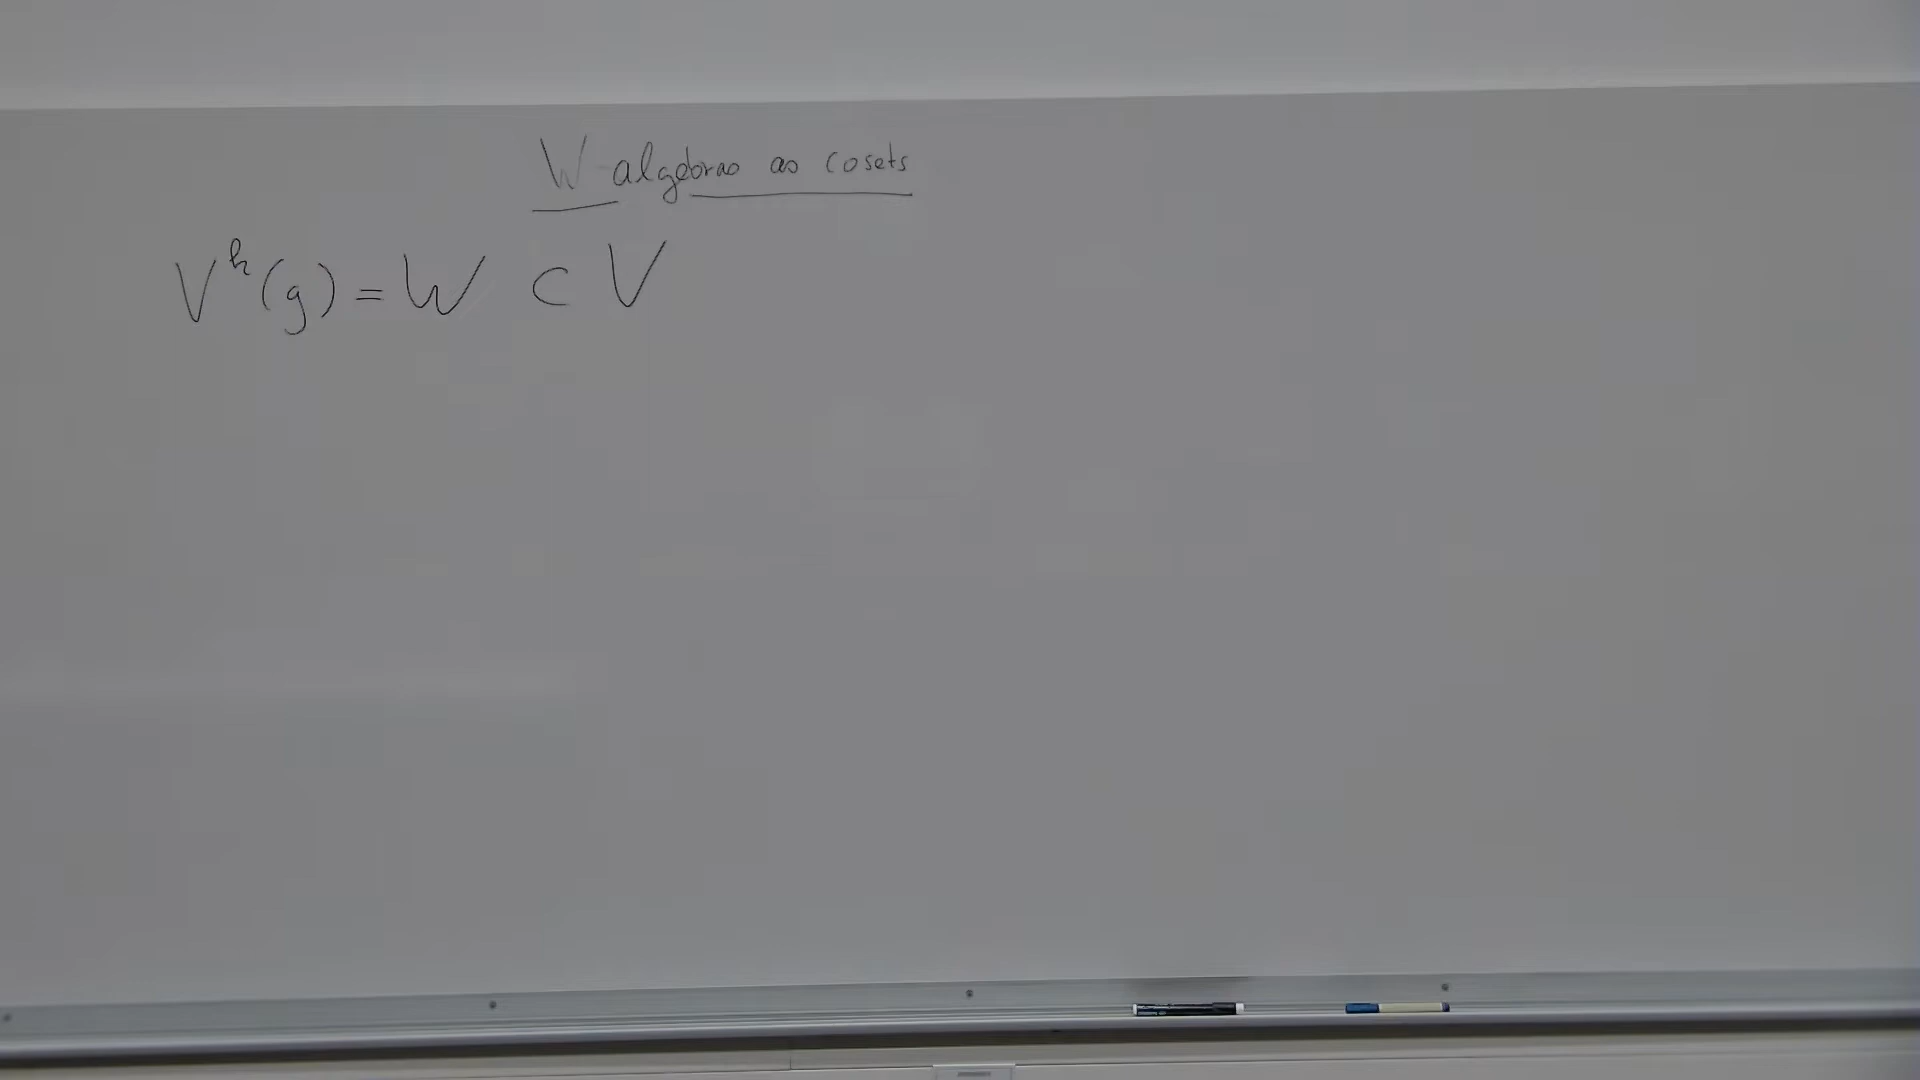 W-algebras as cosets
V^k(g) = W ⊂ V